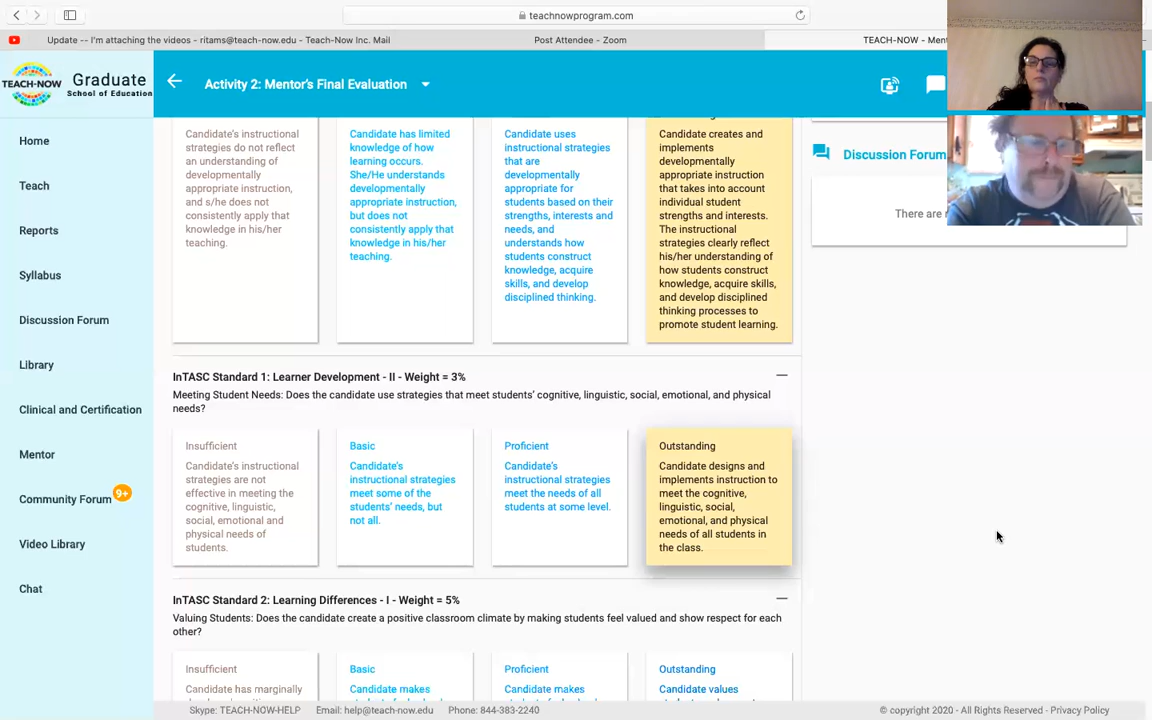 teachnowprogram.com
Update -- I'm attaching the videos - ritams@teach-now.edu - Teach-Now Inc. Mail
Post Attendee - Zoom
TEACH-NOW - Men
TEACH-NOW
Graduate
School of Education
Activity 2: Mentor's Final Evaluation
Home
Teach
Reports
Syllabus
Discussion Forum
Library
Clinical and Certification
Mentor
Community Forum
9+
Video Library
Chat
Candidate's instructional
strategies do not reflect
an understanding of
developmentally
appropriate instruction,
and s/he does not
consistently apply that
knowledge in his/her
teaching.
Candidate has limited
knowledge of how
learning occurs.
She/He understands
developmentally
appropriate instruction,
but does not
consistently apply that
knowledge in his/her
teaching.
Candidate uses
instructional strategies
that are
developmentally
appropriate for
students based on their
strengths, interests and
needs, and
understands how
students construct
knowledge, acquire
skills, and develop
disciplined thinking.
Candidate creates and
implements
developmentally
appropriate instruction
that takes into account
individual student
strengths and interests.
The instructional
strategies clearly reflect
his/her understanding of
how students construct
knowledge, acquire skills,
and develop disciplined
thinking processes to
promote student learning.
InTASC Standard 1: Learner Development - II - Weight = 3%
Meeting Student Needs: Does the candidate use strategies that meet students' cognitive, linguistic, social, emotional, and physical
needs?
Insufficient
Candidate's instructional
strategies are not
effective in meeting the
cognitive, linguistic,
social, emotional and
physical needs of
students.
Basic
Candidate's
instructional strategies
meet some of the
students' needs, but
not all.
Proficient
Candidate's
instructional strategies
meet the needs of all
students at some level.
Outstanding
Candidate designs and
implements instruction to
meet the cognitive,
linguistic, social,
emotional, and physical
needs of all students in
the class.
InTASC Standard 2: Learning Differences - I - Weight = 5%
Valuing Students: Does the candidate create a positive classroom climate by making students feel valued and show respect for each
other?
Insufficient
Candidate has marginally
Basic
Candidate makes
Proficient
Candidate makes
Outstanding
Candidate values
Discussion Forum
There are
Skype: TEACH-NOW-HELP
Email: help@teach-now.edu
Phone: 844-383-2240
© copyright 2020 - All Rights Reserved - Privacy Policy